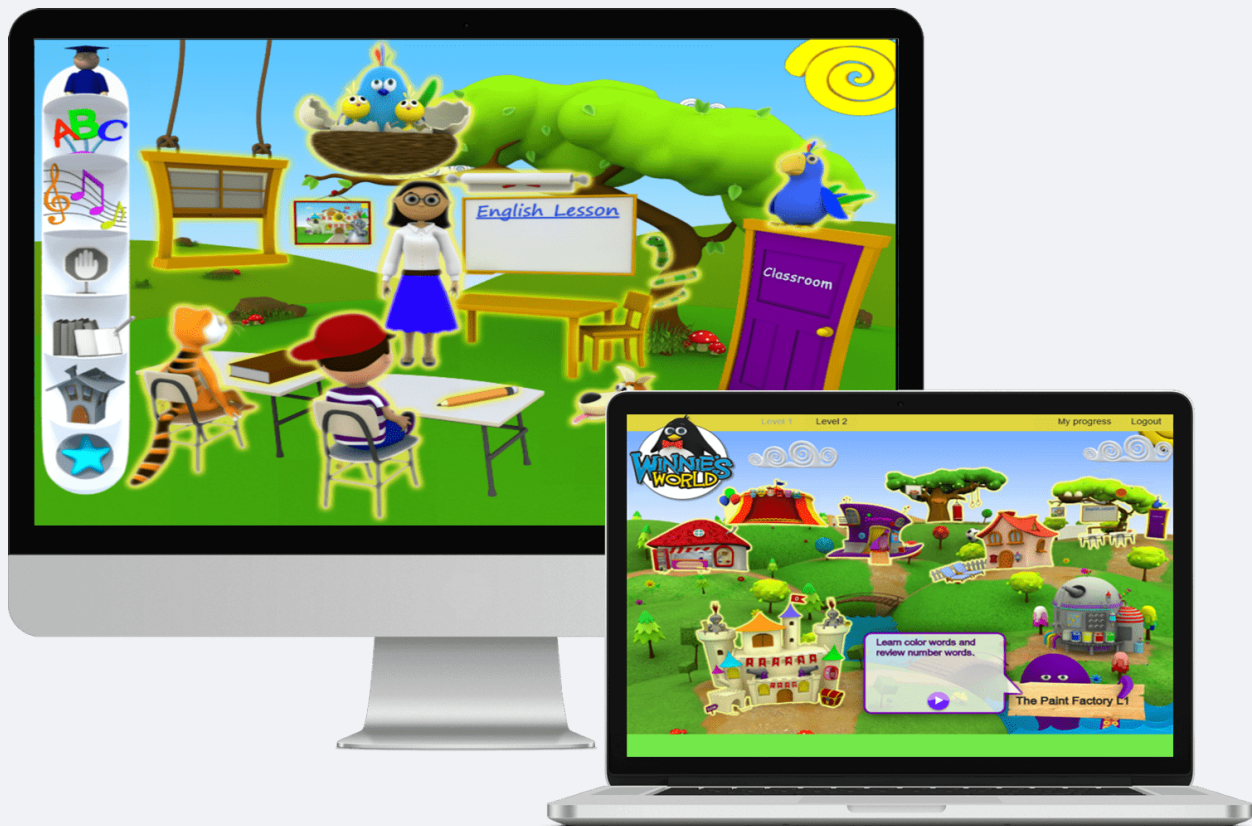 ABC
English Lesson
Classroom
Level 1 Level 2 My progress Logout
WINNIE'S
WORLD
Learn color words and
review number words.
The Paint Factory L1